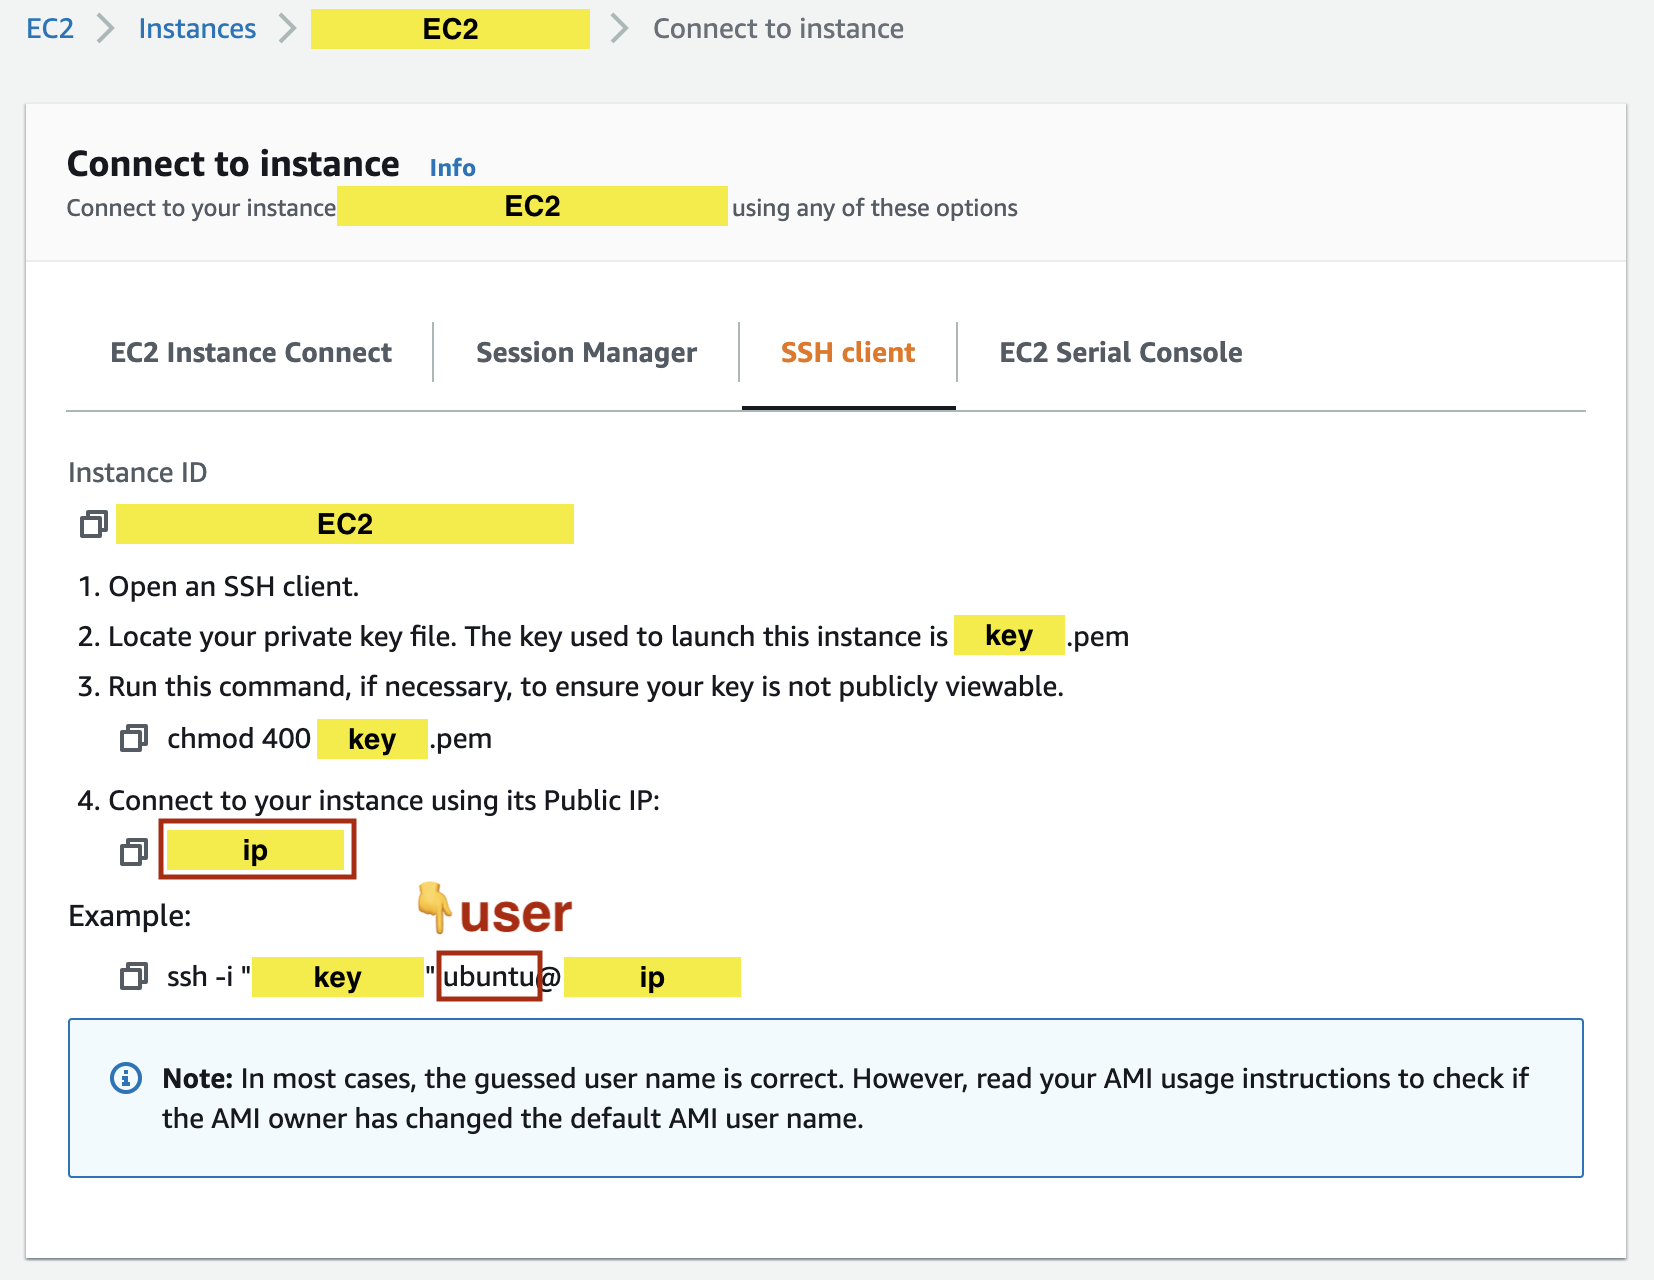 EC2 > Instances > EC2 > Connect to instance
Connect to instance Info
Connect to your instance EC2 using any of these options
EC2 Instance Connect Session Manager SSH client EC2 Serial Console
Instance ID
EC2
1. Open an SSH client.
2. Locate your private key file. The key used to launch this instance is key .pem
3. Run this command, if necessary, to ensure your key is not publicly viewable.
chmod 400 key .pem
4. Connect to your instance using its Public IP:
ip
user
Example:
ssh -i " key " ubuntu@ ip
Note: In most cases, the guessed user name is correct. However, read your AMI usage instructions to check if
the AMI owner has changed the default AMI user name.